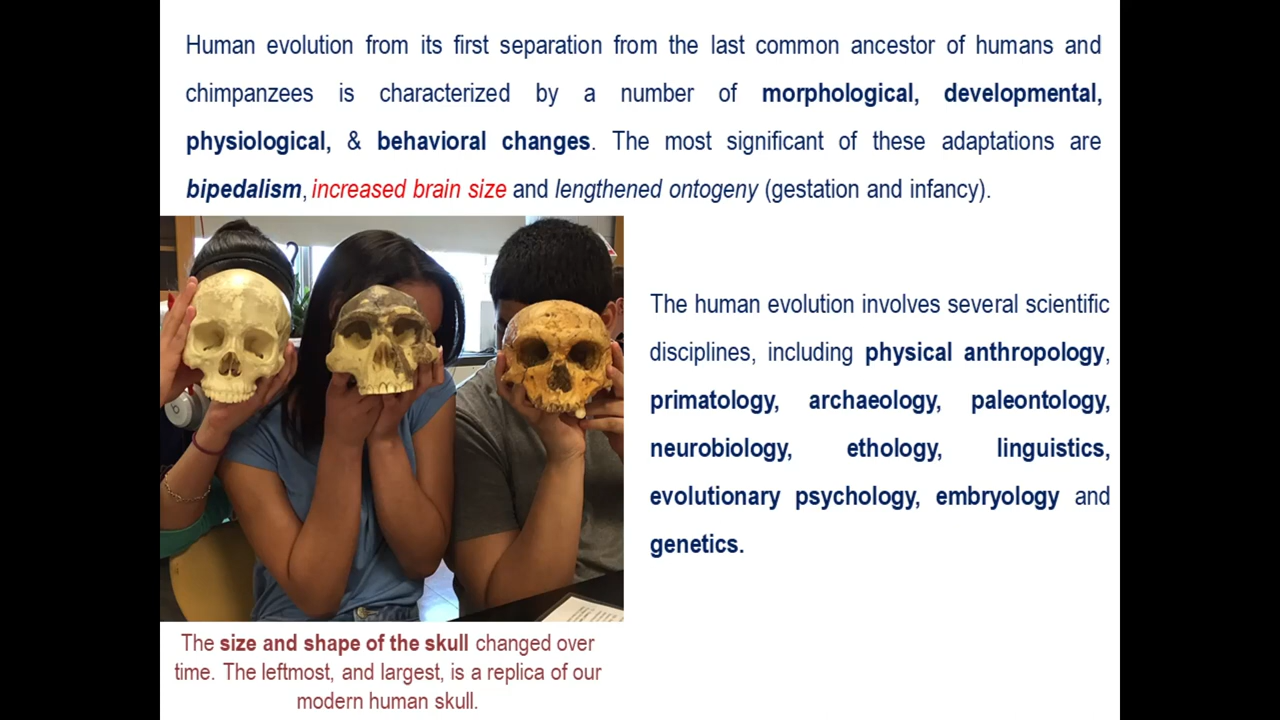 Human evolution from its first separation from the last common ancestor of humans and
chimpanzees is characterized by a number of morphological, developmental,
physiological, & behavioral changes. The most significant of these adaptations are
bipedalism, increased brain size and lengthened ontogeny (gestation and infancy).
The human evolution involves several scientific
disciplines, including physical anthropology,
primatology, archaeology, paleontology,
neurobiology, ethology, linguistics,
evolutionary psychology, embryology and
genetics.
The size and shape of the skull changed over
time. The leftmost, and largest, is a replica of our
modern human skull.